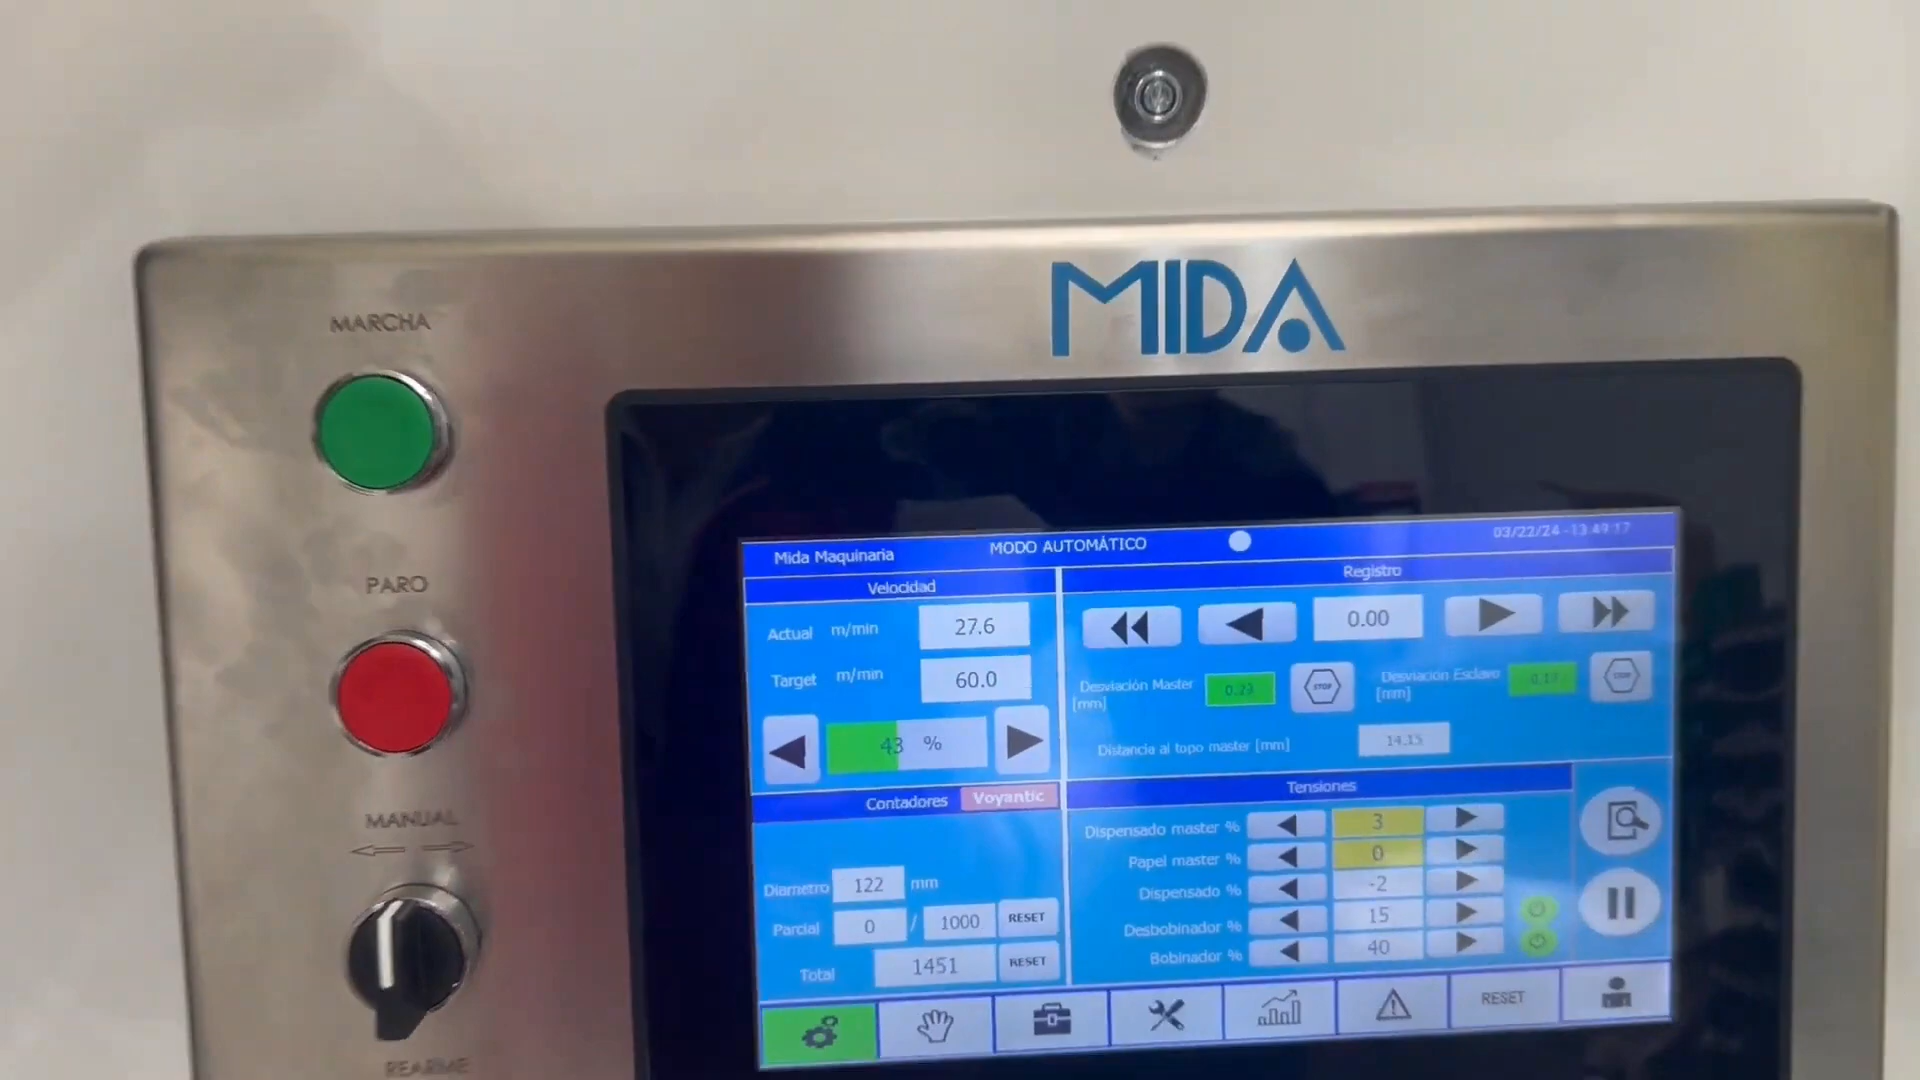 MIDA
MARCHA
PARO
MANUAL
REARME
Mida Maquinaria MODO AUTOMÁTICO 03/22/24 -13:49:17
Velocidad
Actual m/min 27.6
Target m/min 60.0
43 %
Registro
0.00
Desviación Master [mm] 0.23 STOP
Desviación Esclavo [mm] STOP
Distancia al topo master [mm] 14.15
Contadores Voyantic
Diametro 122 mm
Parcial 0 / 1000 RESET
Total 1451 RESET
Tensiones
Dispensado master % 3
Papel master % 0
Dispensado % -2
Desbobinador % 15
Bobinador % 40
RESET